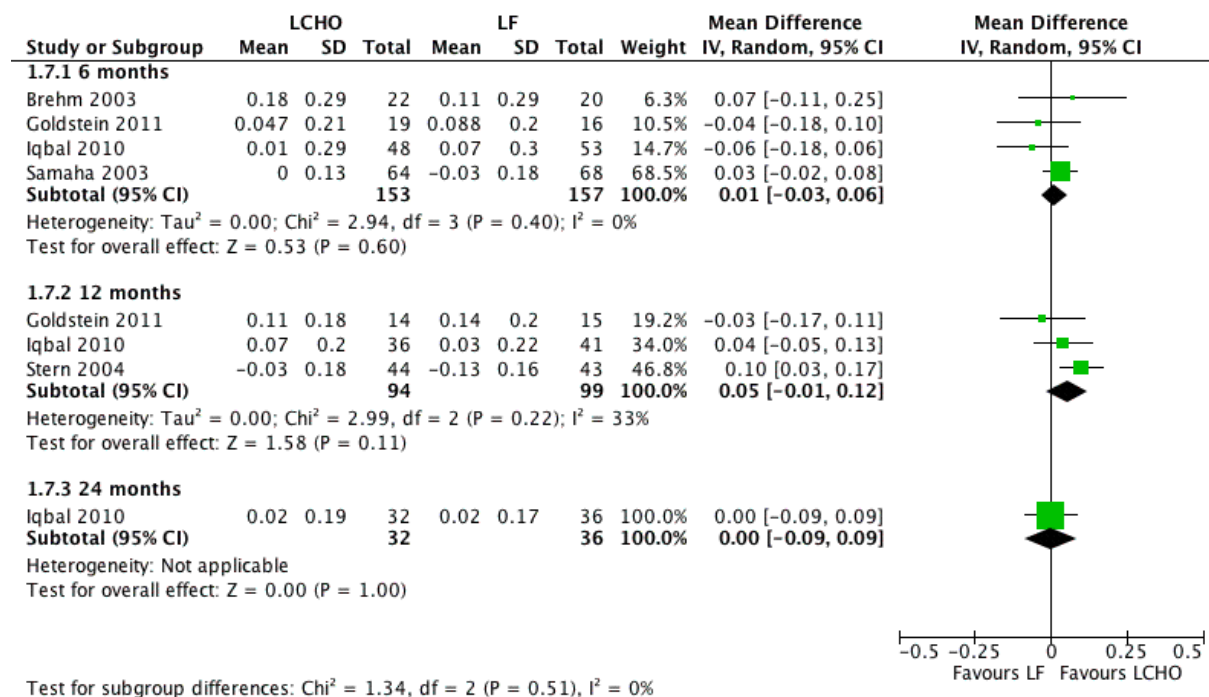 LCHO LF Mean Difference Mean Difference
Study or Subgroup Mean SD Total Mean SD Total Weight IV, Random, 95% CI IV, Random, 95% CI
1.7.1 6 months
Brehm 2003 0.18 0.29 22 0.11 0.29 20 6.3% 0.07 [-0.11, 0.25]
Goldstein 2011 0.047 0.21 19 0.088 0.2 16 10.5% -0.04 [-0.18, 0.10]
Iqbal 2010 0.01 0.29 48 0.07 0.3 53 14.7% -0.06 [-0.18, 0.06]
Samaha 2003 0 0.13 64 -0.03 0.18 68 68.5% 0.03 [-0.02, 0.08]
Subtotal (95% CI) 153 157 100.0% 0.01 [-0.03, 0.06]
Heterogeneity: Tau² = 0.00; Chi² = 2.94, df = 3 (P = 0.40); I² = 0%
Test for overall effect: Z = 0.53 (P = 0.60)
1.7.2 12 months
Goldstein 2011 0.11 0.18 14 0.14 0.2 15 19.2% -0.03 [-0.17, 0.11]
Iqbal 2010 0.07 0.2 36 0.03 0.22 41 34.0% 0.04 [-0.05, 0.13]
Stern 2004 -0.03 0.18 44 -0.13 0.16 43 46.8% 0.10 [0.03, 0.17]
Subtotal (95% CI) 94 99 100.0% 0.05 [-0.01, 0.12]
Heterogeneity: Tau² = 0.00; Chi² = 2.99, df = 2 (P = 0.22); I² = 33%
Test for overall effect: Z = 1.58 (P = 0.11)
1.7.3 24 months
Iqbal 2010 0.02 0.19 32 0.02 0.17 36 100.0% 0.00 [-0.09, 0.09]
Subtotal (95% CI) 32 36 100.0% 0.00 [-0.09, 0.09]
Heterogeneity: Not applicable
Test for overall effect: Z = 0.00 (P = 1.00)
-0.5 -0.25 0 0.25 0.5
Favours LF Favours LCHO
Test for subgroup differences: Chi² = 1.34, df = 2 (P = 0.51), I² = 0%